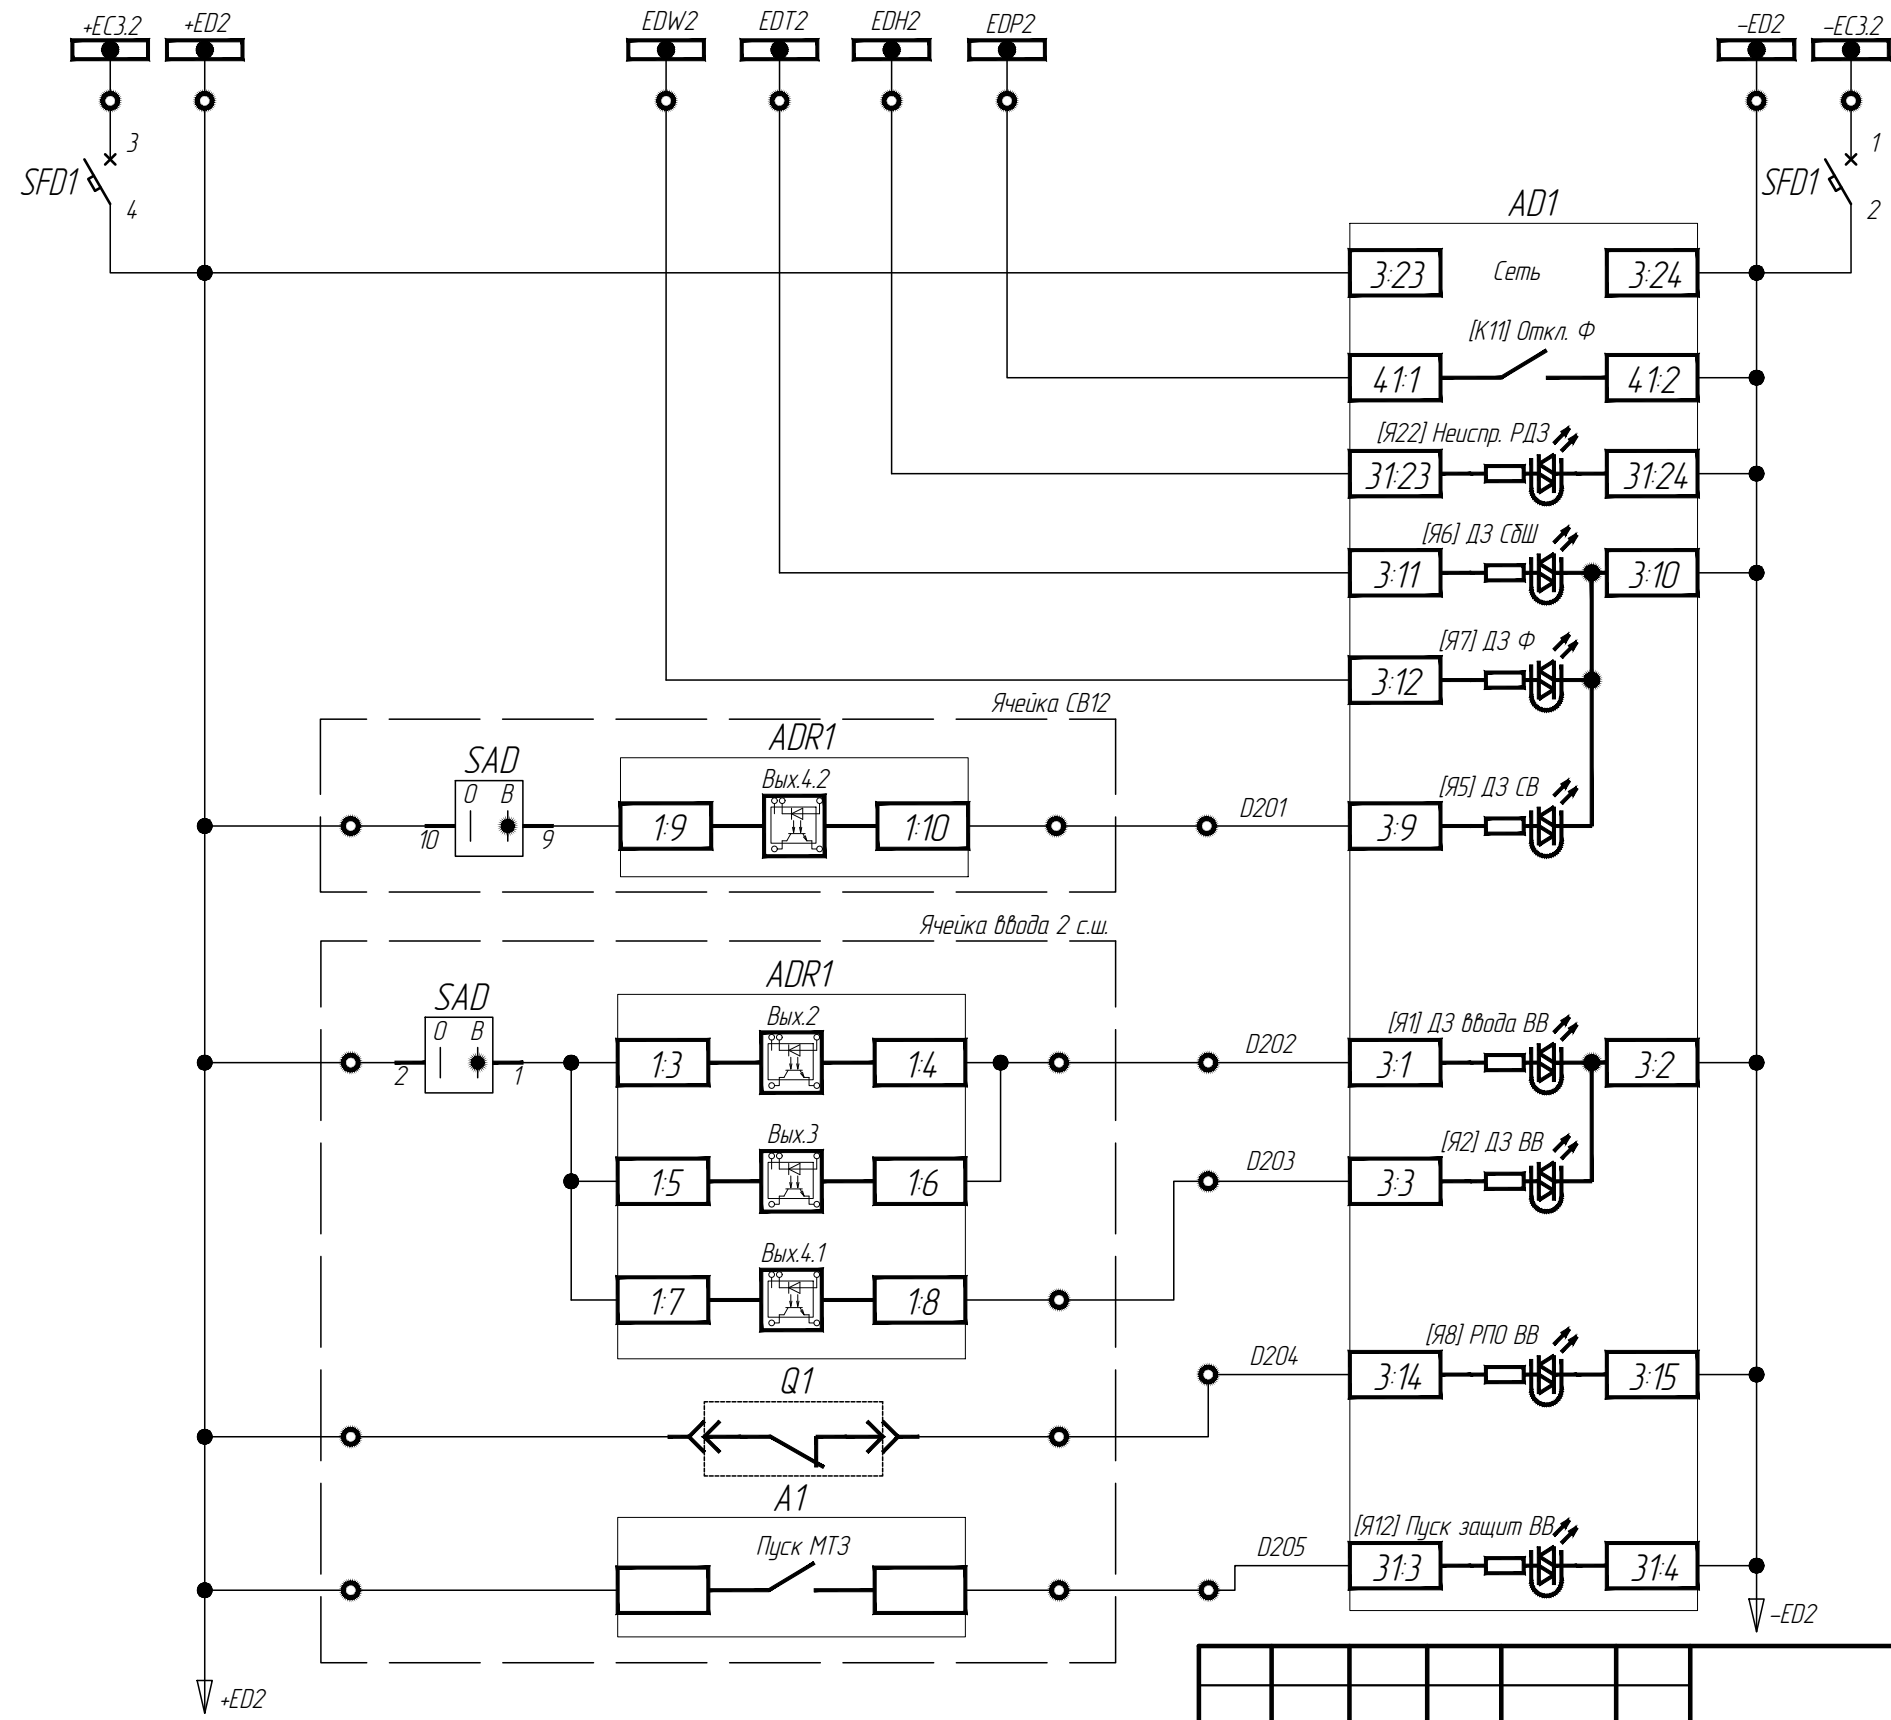 +EC3.2
+ED2
EDW2
EDT2
EDH2
EDP2
-ED2
-EC3.2
3
SFD1
4
1
SFD1
2
AD1
3:23 Сеть 3:24
[К11] Откл. Ф
41:1 41:2
[Я22] Неиспр. РДЗ
31:23 31:24
[Я6] ДЗ СбШ
3:11 3:10
[Я7] ДЗ Ф
3:12
Ячейка СВ12
SAD
О В
10 9
ADR1
Вых.4.2
1:9 1:10
D201
[Я5] ДЗ СВ
3:9
Ячейка ввода 2 с.ш.
SAD
О В
2 1
ADR1
Вых.2
1:3 1:4
D202
[Я1] ДЗ ввода ВВ
3:1 3:2
Вых.3
1:5 1:6
D203
[Я2] ДЗ ВВ
3:3
Вых.4.1
1:7 1:8
Q1
D204
[Я8] РПО ВВ
3:14 3:15
A1
Пуск МТЗ
D205
[Я12] Пуск защит ВВ
31:3 31:4
-ED2
+ED2